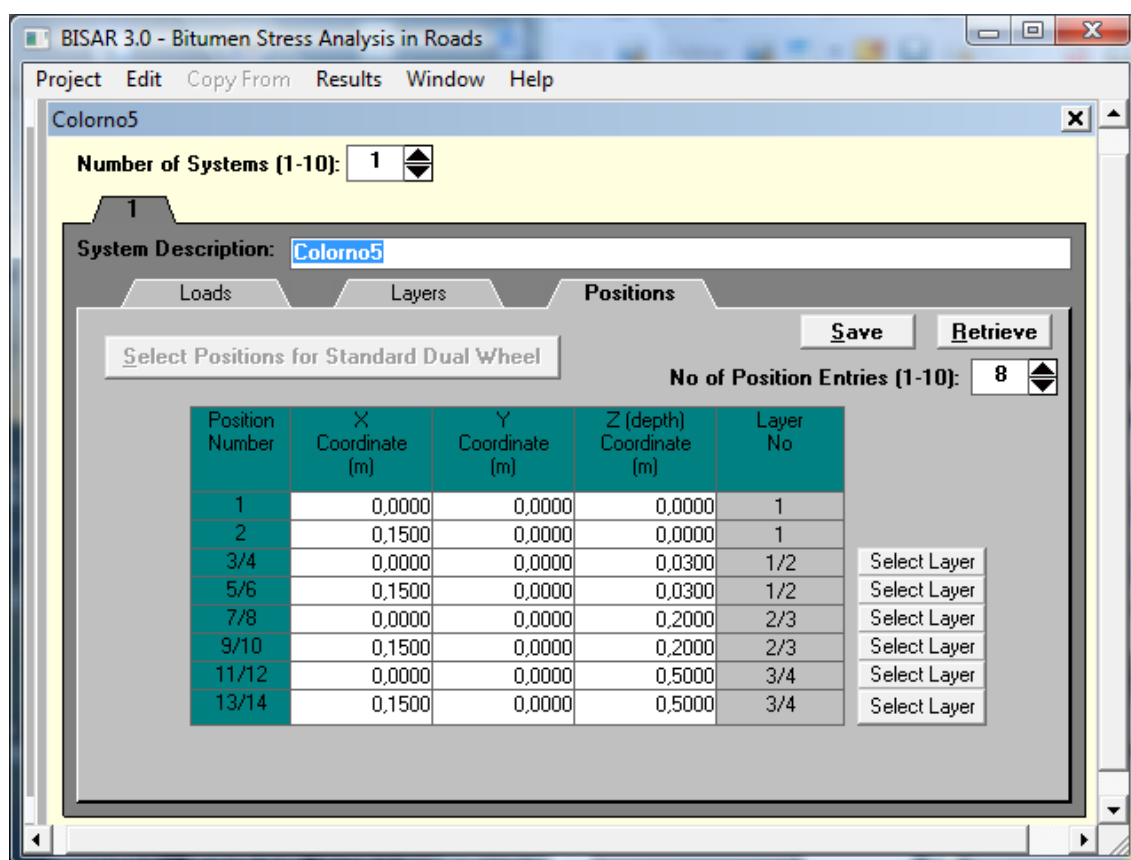 BISAR 3.0 - Bitumen Stress Analysis in Roads
Project Edit Copy From Results Window Help
Colorno5
Number of Systems (1-10): 1
1
System Description: Colorno5
Loads Layers Positions
Save Retrieve
Select Positions for Standard Dual Wheel
No of Position Entries (1-10): 8
Position X Y Z (depth) Layer
Number Coordinate Coordinate Coordinate No
(m) (m) (m)
1 0,0000 0,0000 0,0000 1
2 0,1500 0,0000 0,0000 1
3/4 0,0000 0,0000 0,0300 1/2 Select Layer
5/6 0,1500 0,0000 0,0300 1/2 Select Layer
7/8 0,0000 0,0000 0,2000 2/3 Select Layer
9/10 0,1500 0,0000 0,2000 2/3 Select Layer
11/12 0,0000 0,0000 0,5000 3/4 Select Layer
13/14 0,1500 0,0000 0,5000 3/4 Select Layer